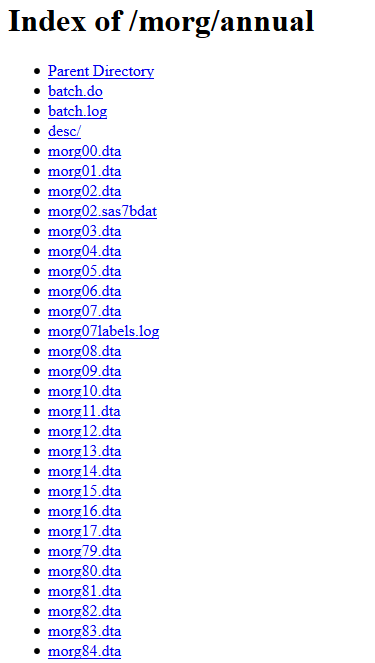 Index of /morg/annual
Parent Directory
batch.do
batch.log
desc/
morg00.dta
morg01.dta
morg02.dta
morg02.sas7bdat
morg03.dta
morg04.dta
morg05.dta
morg06.dta
morg07.dta
morg07labels.log
morg08.dta
morg09.dta
morg10.dta
morg11.dta
morg12.dta
morg13.dta
morg14.dta
morg15.dta
morg16.dta
morg17.dta
morg79.dta
morg80.dta
morg81.dta
morg82.dta
morg83.dta
morg84.dta